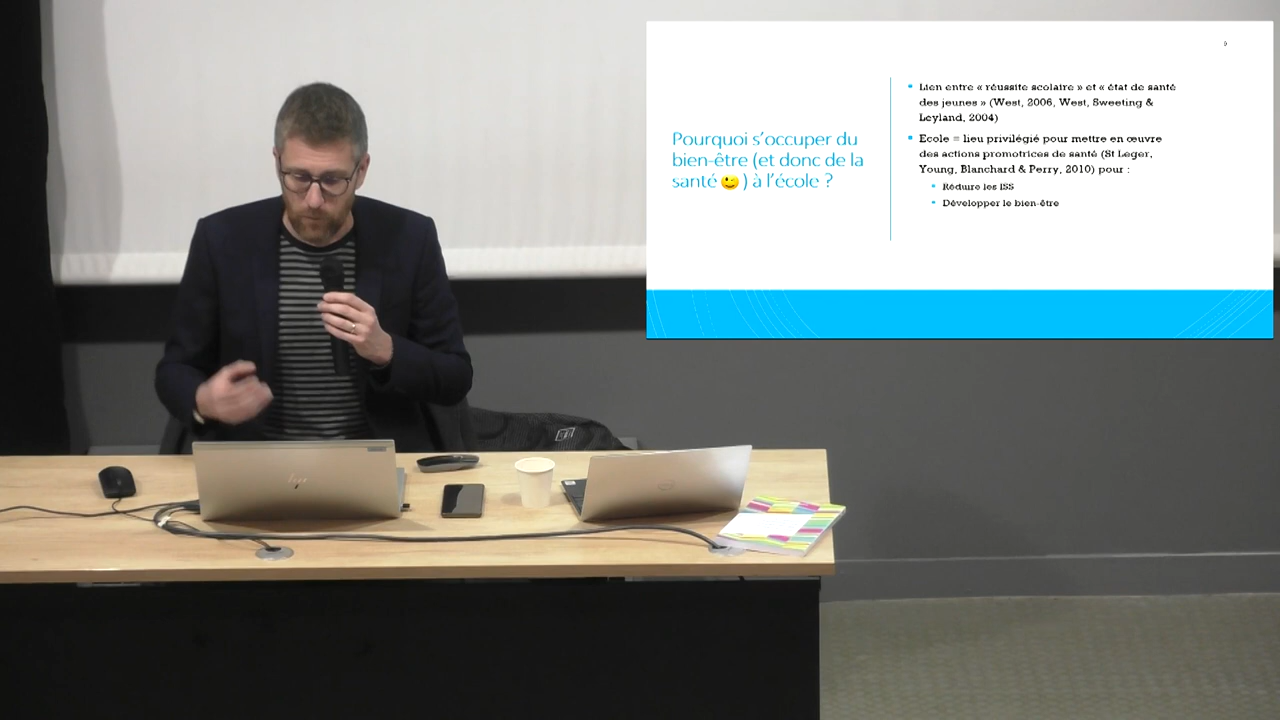 Pourquoi s'occuper du
bien-être (et donc de la
santé 😉 ) à l'école ?
▪ Lien entre « réussite scolaire » et « état de santé
des jeunes » (West, 2006, West, Sweeting &
Leyland, 2004)
▪ Ecole = lieu privilégié pour mettre en œuvre
des actions promotrices de santé (St Leger,
Young, Blanchard & Perry, 2010) pour :
▪ Réduire les ISS
▪ Développer le bien-être
hp